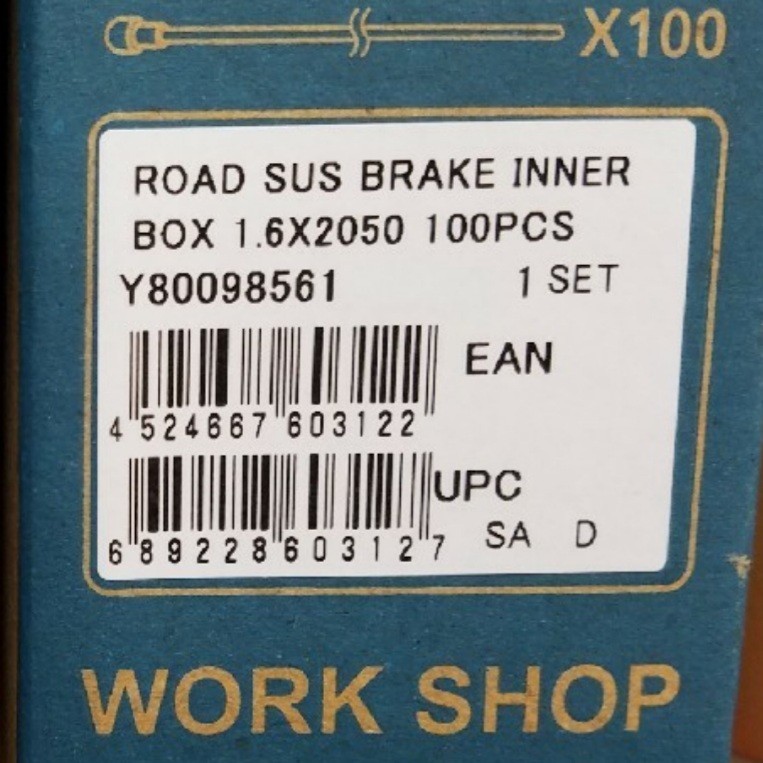 X100
ROAD SUS BRAKE INNER
BOX 1.6X2050 100PCS
Y80098561 1 SET
EAN
4 524667 603122
UPC
6 89228 60312 7
SA D
WORK SHOP